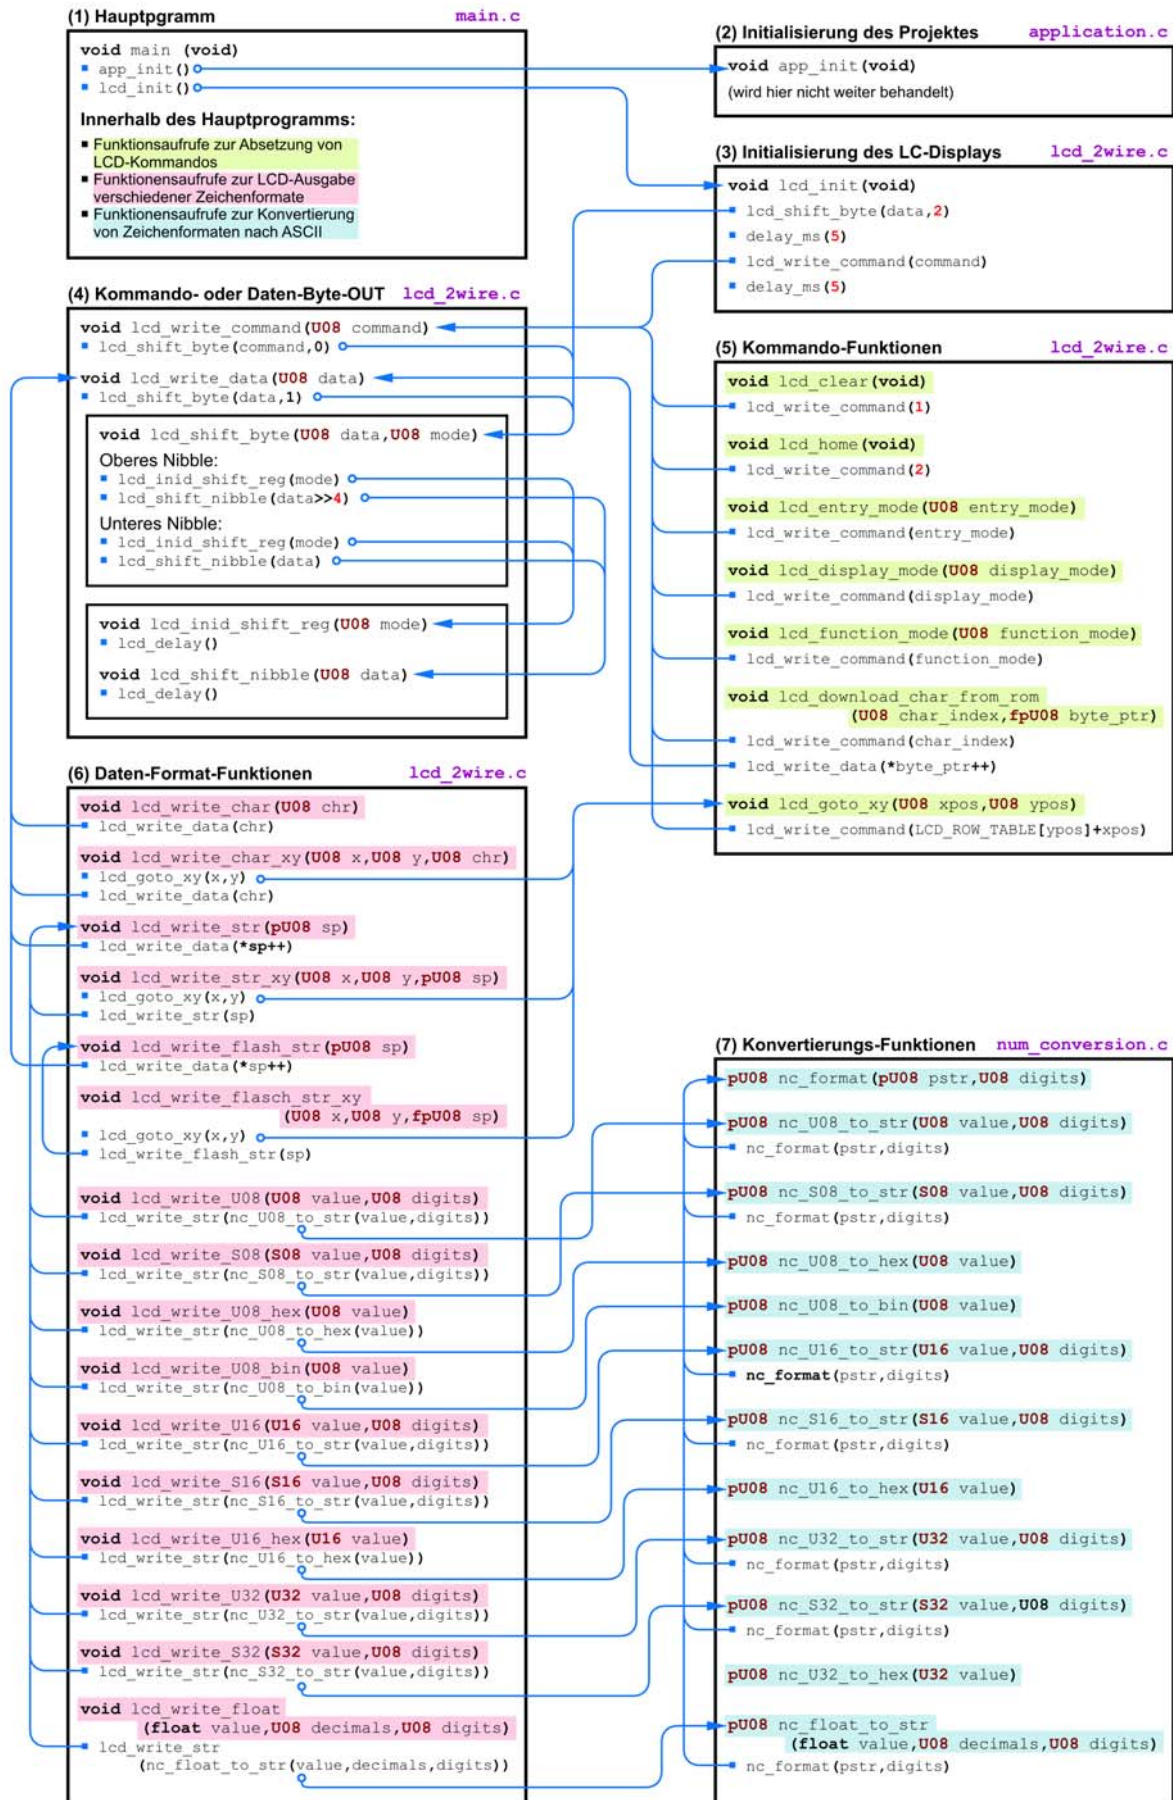 (1) Hauptpgramm main.c
void main (void)
app_init()
lcd_init()
Innerhalb des Hauptprogramms:
Funktionsaufrufe zur Absetzung von
LCD-Kommandos
Funktionensaufrufe zur LCD-Ausgabe
verschiedener Zeichenformate
Funktionensaufrufe zur Konvertierung
von Zeichenformaten nach ASCII
(2) Initialisierung des Projektes application.c
void app_init(void)
(wird hier nicht weiter behandelt)
(3) Initialisierung des LC-Displays lcd_2wire.c
void lcd_init(void)
lcd_shift_byte(data,2)
delay_ms(5)
lcd_write_command(command)
delay_ms(5)
(4) Kommando- oder Daten-Byte-OUT lcd_2wire.c
void lcd_write_command(U08 command)
lcd_shift_byte(command,0)
void lcd_write_data(U08 data)
lcd_shift_byte(data,1)
void lcd_shift_byte(U08 data,U08 mode)
Oberes Nibble:
lcd_inid_shift_reg(mode)
lcd_shift_nibble(data>>4)
Unteres Nibble:
lcd_inid_shift_reg(mode)
lcd_shift_nibble(data)
void lcd_inid_shift_reg(U08 mode)
lcd_delay()
void lcd_shift_nibble(U08 data)
lcd_delay()
(5) Kommando-Funktionen lcd_2wire.c
void lcd_clear(void)
lcd_write_command(1)
void lcd_home(void)
lcd_write_command(2)
void lcd_entry_mode(U08 entry_mode)
lcd_write_command(entry_mode)
void lcd_display_mode(U08 display_mode)
lcd_write_command(display_mode)
void lcd_function_mode(U08 function_mode)
lcd_write_command(function_mode)
void lcd_download_char_from_rom
(U08 char_index,fpU08 byte_ptr)
lcd_write_command(char_index)
lcd_write_data(*byte_ptr++)
void lcd_goto_xy(U08 xpos,U08 ypos)
lcd_write_command(LCD_ROW_TABLE[ypos]+xpos)
(6) Daten-Format-Funktionen lcd_2wire.c
void lcd_write_char(U08 chr)
lcd_write_data(chr)
void lcd_write_char_xy(U08 x,U08 y,U08 chr)
lcd_goto_xy(x,y)
lcd_write_data(chr)
void lcd_write_str(pU08 sp)
lcd_write_data(*sp++)
void lcd_write_str_xy(U08 x,U08 y,pU08 sp)
lcd_goto_xy(x,y)
lcd_write_str(sp)
void lcd_write_flash_str(pU08 sp)
lcd_write_data(*sp++)
void lcd_write_flasch_str_xy
(U08 x,U08 y,fpU08 sp)
lcd_goto_xy(x,y)
lcd_write_flash_str(sp)
void lcd_write_U08(U08 value,U08 digits)
lcd_write_str(nc_U08_to_str(value,digits))
void lcd_write_S08(S08 value,U08 digits)
lcd_write_str(nc_S08_to_str(value,digits))
void lcd_write_U08_hex(U08 value)
lcd_write_str(nc_U08_to_hex(value))
void lcd_write_U08_bin(U08 value)
lcd_write_str(nc_U08_to_bin(value))
void lcd_write_U16(U16 value,U08 digits)
lcd_write_str(nc_U16_to_str(value,digits))
void lcd_write_S16(S16 value,U08 digits)
lcd_write_str(nc_S16_to_str(value,digits))
void lcd_write_U16_hex(U16 value)
lcd_write_str(nc_U16_to_hex(value))
void lcd_write_U32(U32 value,U08 digits)
lcd_write_str(nc_U32_to_str(value,digits))
void lcd_write_S32(S32 value,U08 digits)
lcd_write_str(nc_S32_to_str(value,digits))
void lcd_write_float
(float value,U08 decimals,U08 digits)
lcd_write_str
(nc_float_to_str(value,decimals,digits))
(7) Konvertierungs-Funktionen num_conversion.c
pU08 nc_format(pU08 pstr,U08 digits)
pU08 nc_U08_to_str(U08 value,U08 digits)
nc_format(pstr,digits)
pU08 nc_S08_to_str(S08 value,U08 digits)
nc_format(pstr,digits)
pU08 nc_U08_to_hex(U08 value)
pU08 nc_U08_to_bin(U08 value)
pU08 nc_U16_to_str(U16 value,U08 digits)
nc_format(pstr,digits)
pU08 nc_S16_to_str(S16 value,U08 digits)
nc_format(pstr,digits)
pU08 nc_U16_to_hex(U16 value)
pU08 nc_U32_to_str(U32 value,U08 digits)
nc_format(pstr,digits)
pU08 nc_S32_to_str(S32 value,U08 digits)
nc_format(pstr,digits)
pU08 nc_U32_to_hex(U32 value)
pU08 nc_float_to_str
(float value,U08 decimals,U08 digits)
nc_format(pstr,digits)